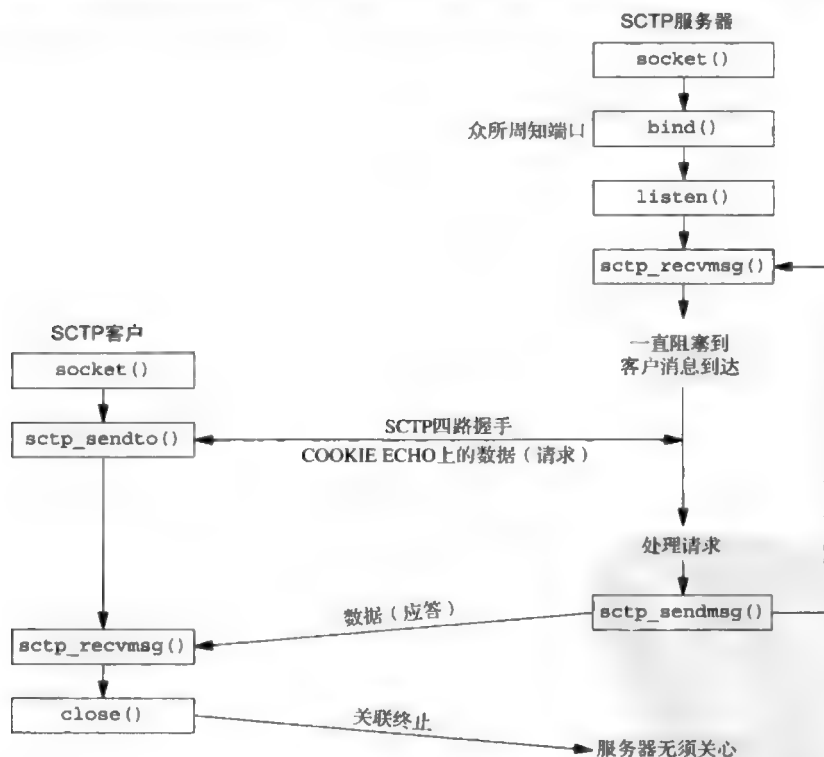 SCTP服务器
socket()
众所周知端口
bind()
listen()
sctp_recvmsg()
一直阻塞到
客户消息到达
SCTP客户
socket()
sctp_sendto()
SCTP四路握手
COOKIE ECHO上的数据（请求）
处理请求
数据（应答）
sctp_sendmsg()
sctp_recvmsg()
close()
关联终止
服务器无须关心